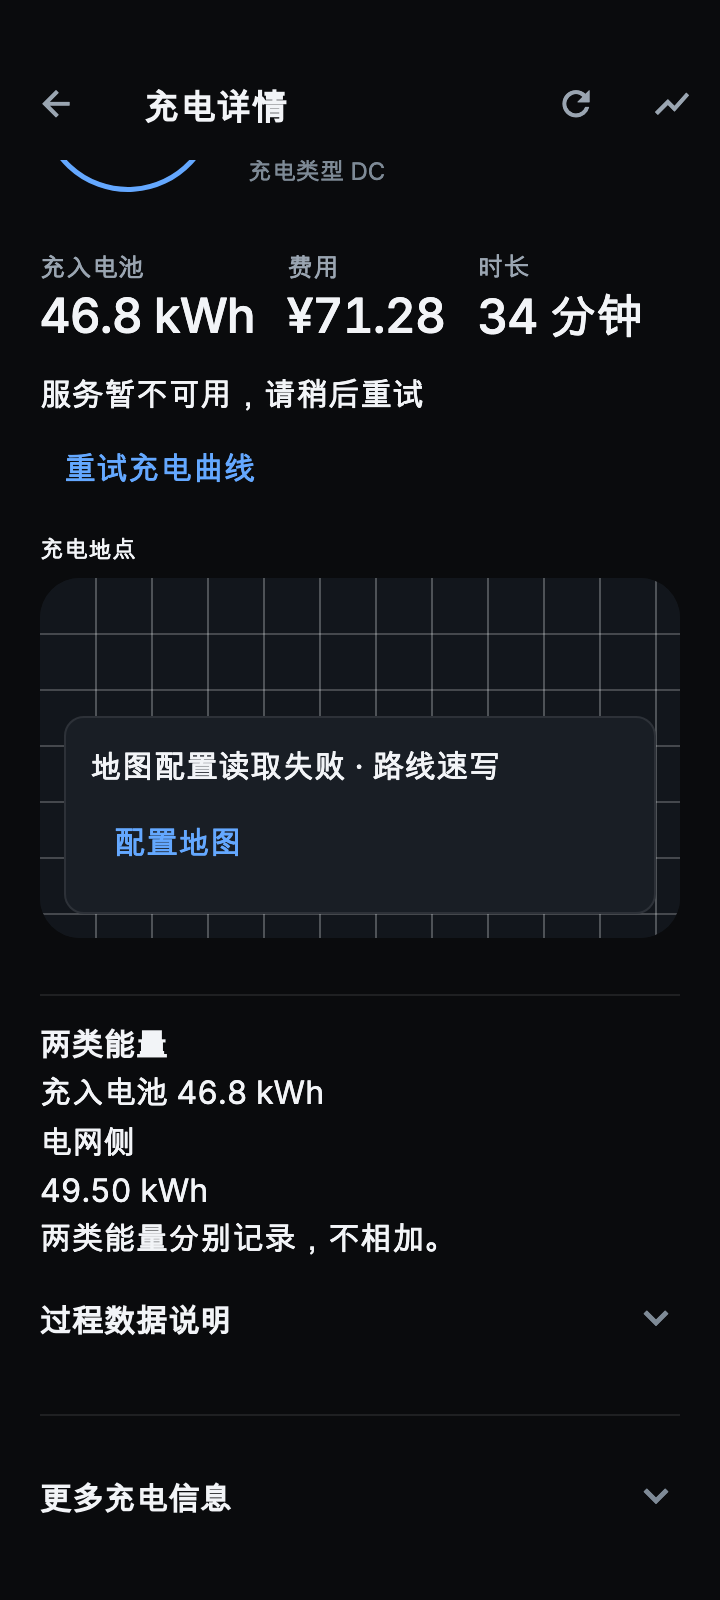 充电详情
充电类型 DC
充入电池 费用 时长
46.8 kWh ¥71.28 34 分钟
服务暂不可用，请稍后重试
重试充电曲线
充电地点
地图配置读取失败 · 路线速写
配置地图
两类能量
充入电池 46.8 kWh
电网侧
49.50 kWh
两类能量分别记录，不相加。
过程数据说明
更多充电信息